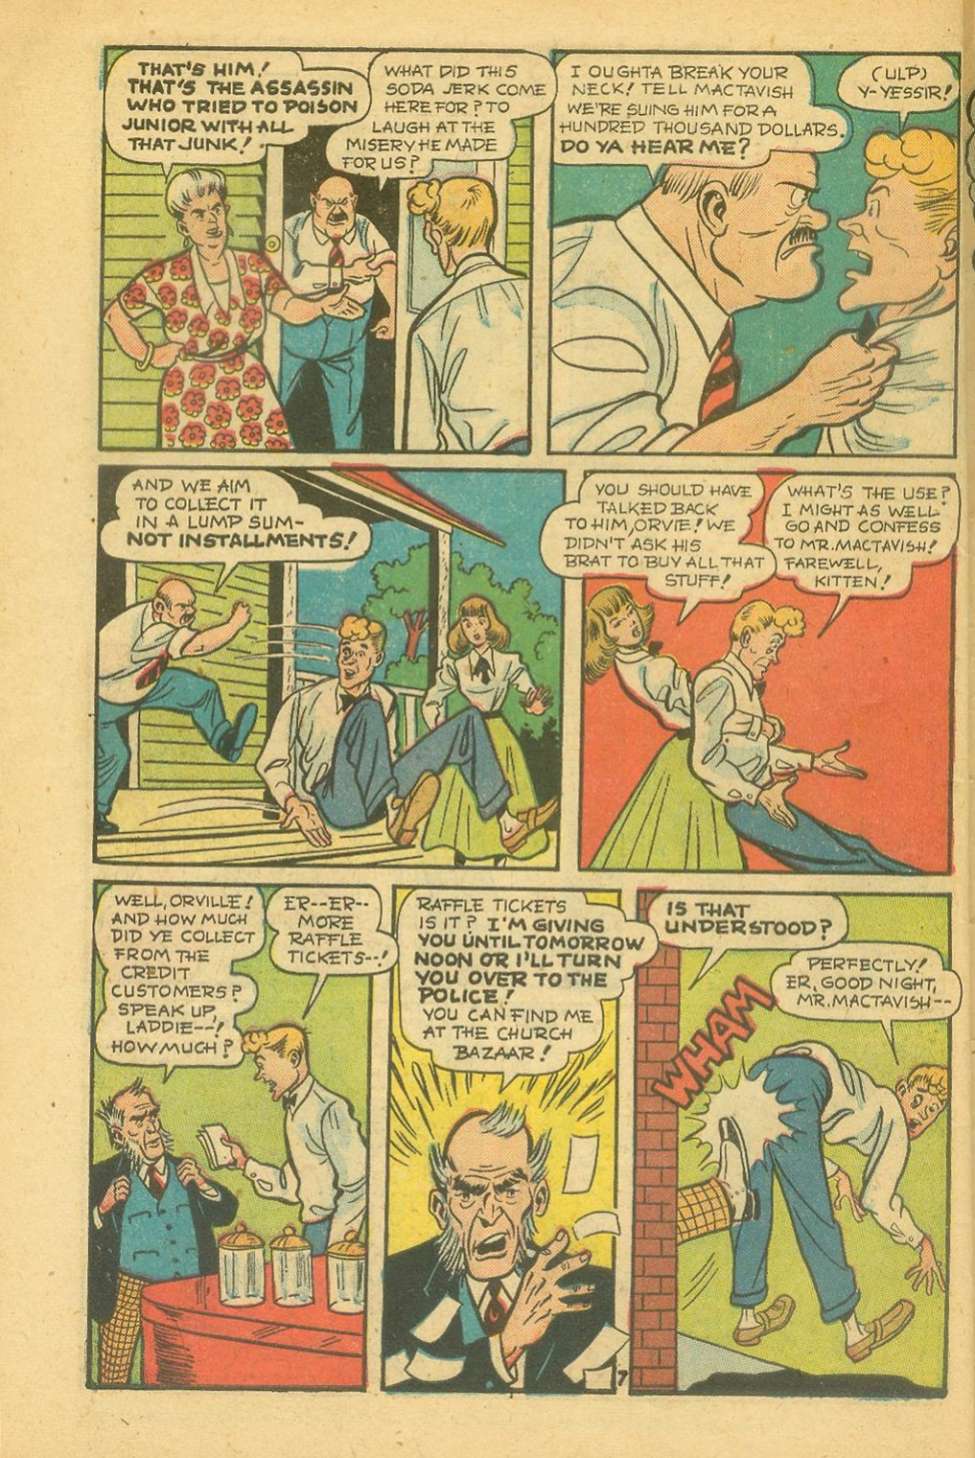 THAT'S HIM!
THAT'S THE ASSASSIN
WHO TRIED TO POISON
JUNIOR WITH ALL
THAT JUNK!
WHAT DID THIS
SODA JERK COME
HERE FOR? TO
LAUGH AT THE
MISERY HE MADE
FOR US?
I OUGHTA BREAK YOUR
NECK! TELL MACTAVISH
WE'RE SUING HIM FOR A
HUNDRED THOUSAND DOLLARS.
DO YA HEAR ME?
(ULP)
Y-YESSIR!
AND WE AIM
TO COLLECT IT
IN A LUMP SUM-
NOT INSTALLMENTS!
YOU SHOULD HAVE
TALKED BACK
TO HIM, ORVIE! WE
DIDN'T ASK HIS
BRAT TO BUY ALL THAT
STUFF!
WHAT'S THE USE?
I MIGHT AS WELL
GO AND CONFESS
TO MR. MACTAVISH!
FAREWELL,
KITTEN!
WELL, ORVILLE!
AND HOW MUCH
DID YE COLLECT
FROM THE
CREDIT
CUSTOMERS?
SPEAK UP,
LADDIE--!
HOW MUCH?
ER--ER--
MORE
RAFFLE
TICKETS--!
RAFFLE TICKETS
IS IT? I'M GIVING
YOU UNTIL TOMORROW
NOON OR I'LL TURN
YOU OVER TO THE
POLICE!
YOU CAN FIND ME
AT THE CHURCH
BAZAAR!
7
IS THAT
UNDERSTOOD?
PERFECTLY!
ER, GOOD NIGHT,
MR. MACTAVISH--
WHAM